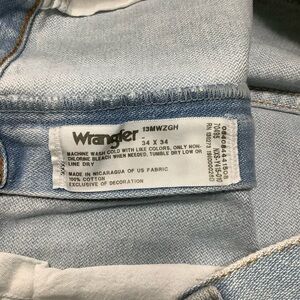 Wrangler
13MWZGH
-
34 X 34
MACHINE WASH COLD WITH LIKE COLORS, ONLY NON-
CHLORINE BLEACH WHEN NEEDED, TUMBLE DRY LOW OR
LINE DRY
MADE IN NICARAGUA OF US FABRIC
100% COTTON
EXCLUSIVE OF DECORATION